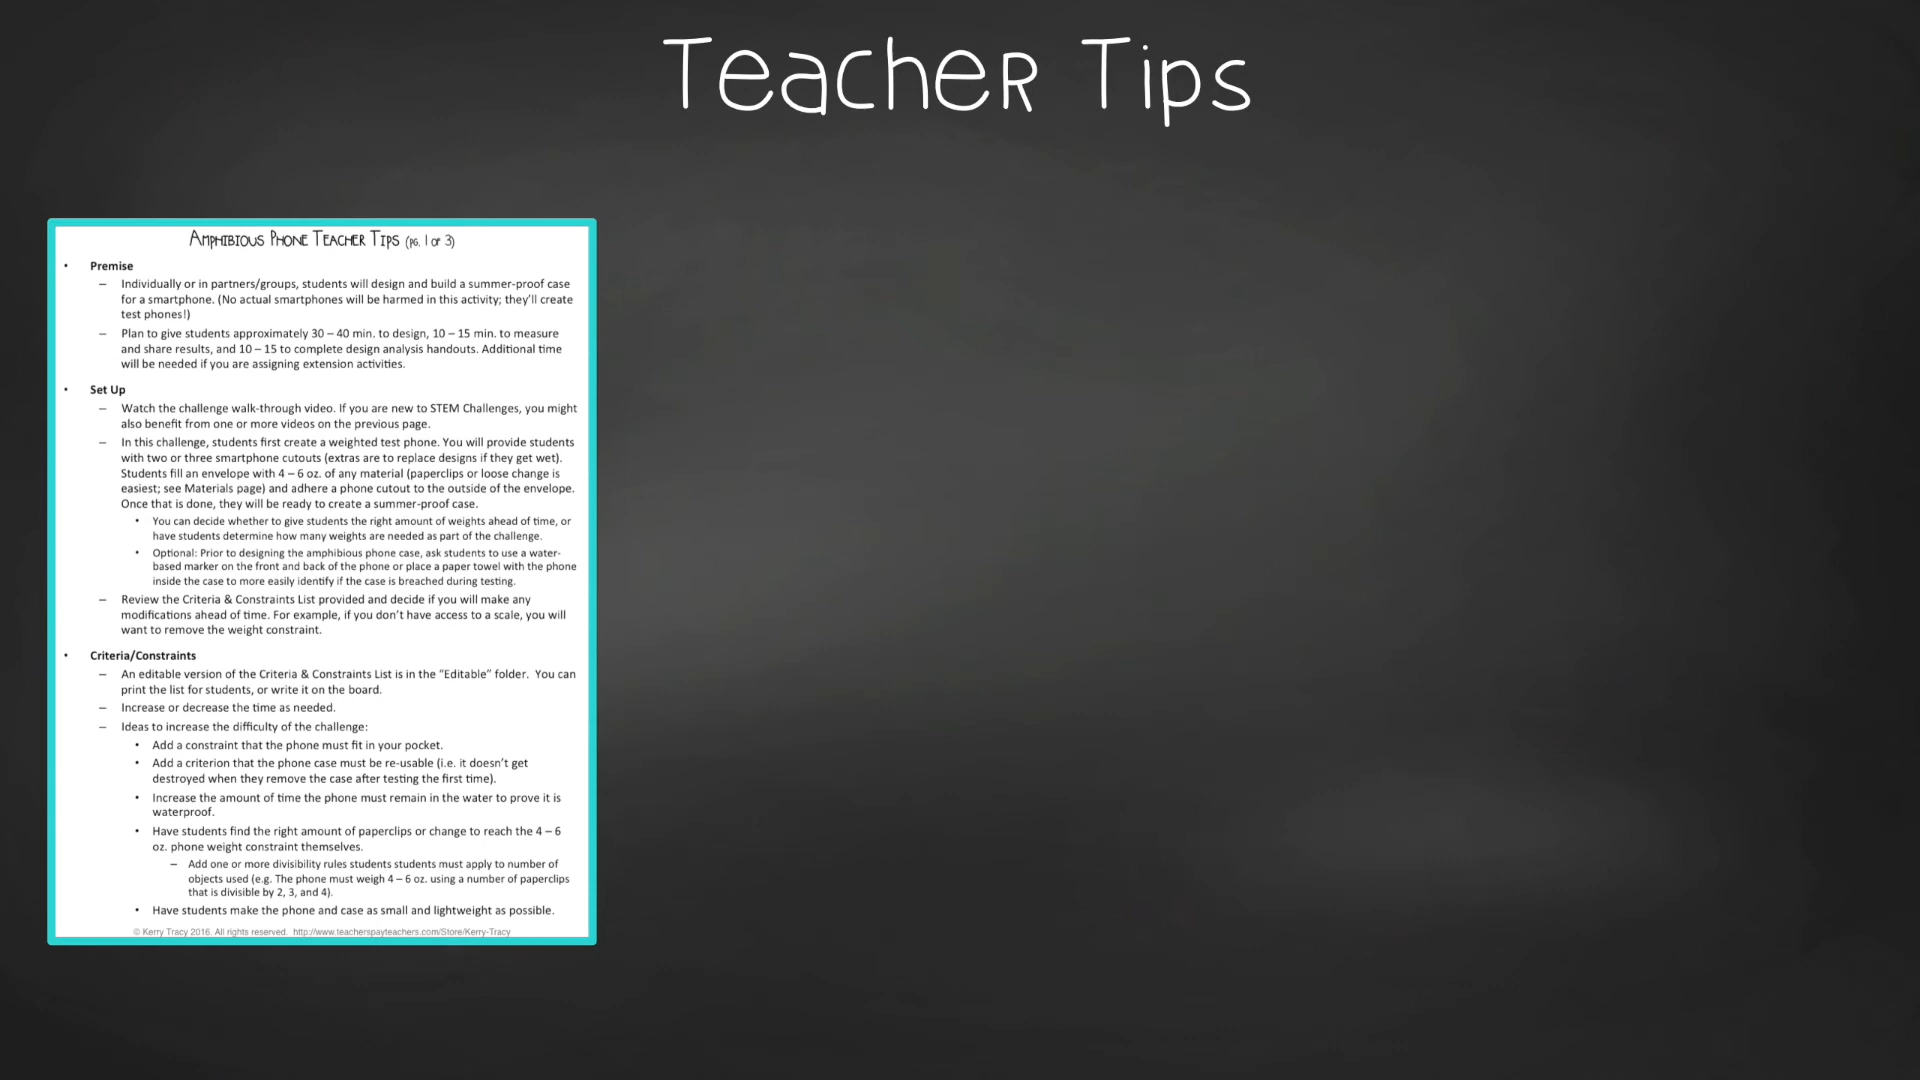 Teacher Tips
Amphibious Phone Teacher Tips (pg. 1 of 3)
• Premise
– Individually or in partners/groups, students will design and build a summer-proof case
for a smartphone. (No actual smartphones will be harmed in this activity; they'll create
test phones!)
– Plan to give students approximately 30 – 40 min. to design, 10 – 15 min. to measure
and share results, and 10 – 15 to complete design analysis handouts. Additional time
will be needed if you are assigning extension activities.
• Set Up
– Watch the challenge walk-through video. If you are new to STEM Challenges, you might
also benefit from one or more videos on the previous page.
– In this challenge, students first create a weighted test phone. You will provide students
with two or three smartphone cutouts (extras are to replace designs if they get wet).
Students fill an envelope with 4 – 6 oz. of any material (paperclips or loose change is
easiest; see Materials page) and adhere a phone cutout to the outside of the envelope.
Once that is done, they will be ready to create a summer-proof case.
• You can decide whether to give students the right amount of weights ahead of time, or
have students determine how many weights are needed as part of the challenge.
• Optional: Prior to designing the amphibious phone case, ask students to use a water-
based marker on the front and back of the phone or place a paper towel with the phone
inside the case to more easily identify if the case is breached during testing.
– Review the Criteria & Constraints List provided and decide if you will make any
modifications ahead of time. For example, if you don't have access to a scale, you will
want to remove the weight constraint.
• Criteria/Constraints
– An editable version of the Criteria & Constraints List is in the "Editable" folder. You can
print the list for students, or write it on the board.
– Increase or decrease the time as needed.
– Ideas to increase the difficulty of the challenge:
• Add a constraint that the phone must fit in your pocket.
• Add a criterion that the phone case must be re-usable (i.e. it doesn't get
destroyed when they remove the case after testing the first time).
• Increase the amount of time the phone must remain in the water to prove it is
waterproof.
• Have students find the right amount of paperclips or change to reach the 4 – 6
oz. phone weight constraint themselves.
– Add one or more divisibility rules students students must apply to number of
objects used (e.g. The phone must weigh 4 – 6 oz. using a number of paperclips
that is divisible by 2, 3, and 4).
• Have students make the phone and case as small and lightweight as possible.
© Kerry Tracy 2016. All rights reserved. http://www.teacherspayteachers.com/Store/Kerry-Tracy